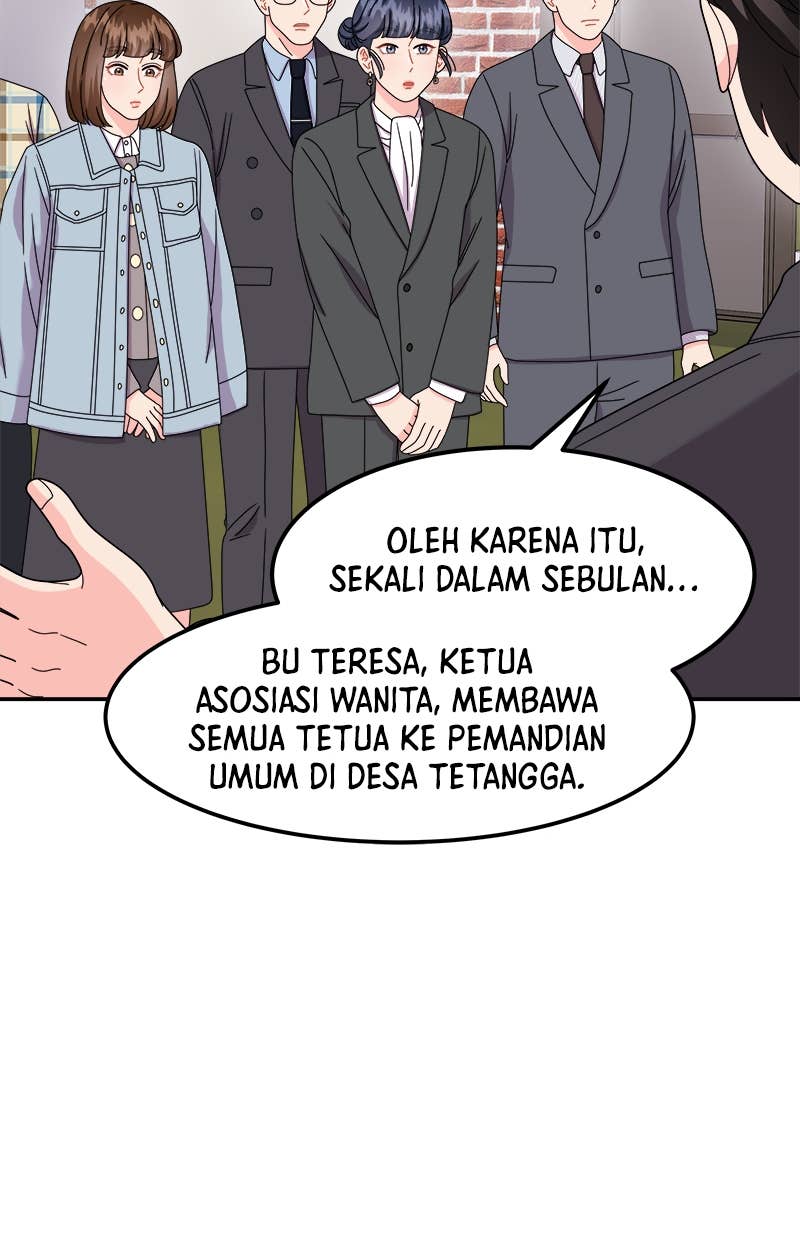 OLEH KARENA ITU,
SEKALI DALAM SEBULAN...
BU TERESA, KETUA
ASOSIASI WANITA, MEMBAWA
SEMUA TETUA KE PEMANDIAN
UMUM DI DESA TETANGGA.